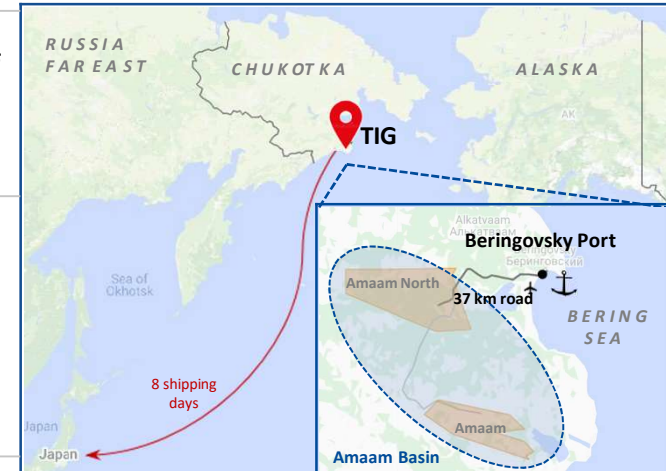 RUSSIA
FAR EAST
CHUKOTKA
ALASKA
AK
TIG
Sea of
Okhotsk
8 shipping
days
Japan
Japan
Alkatvaam
Beringovsky Port
Беринговский
Amaam North
37 km road
BERING
SEA
Amaam
Amaam Basin